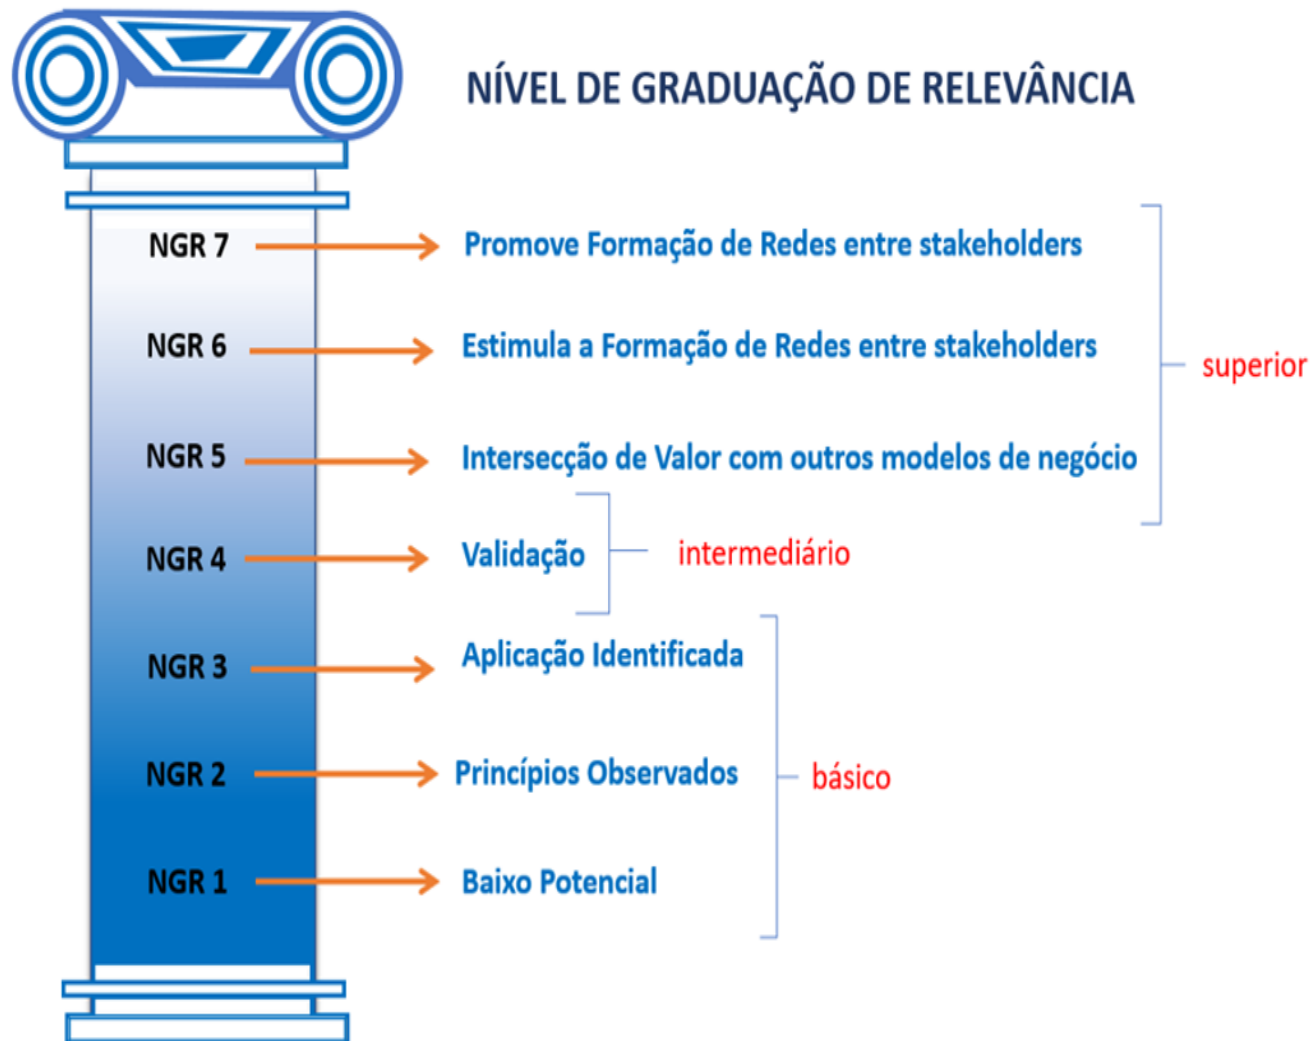 NÍVEL DE GRADUAÇÃO DE RELEVÂNCIA
NGR 7 Promove Formação de Redes entre stakeholders
NGR 6 Estimula a Formação de Redes entre stakeholders
superior
NGR 5 Intersecção de Valor com outros modelos de negócio
NGR 4 Validação intermediário
NGR 3 Aplicação Identificada
NGR 2 Princípios Observados básico
NGR 1 Baixo Potencial